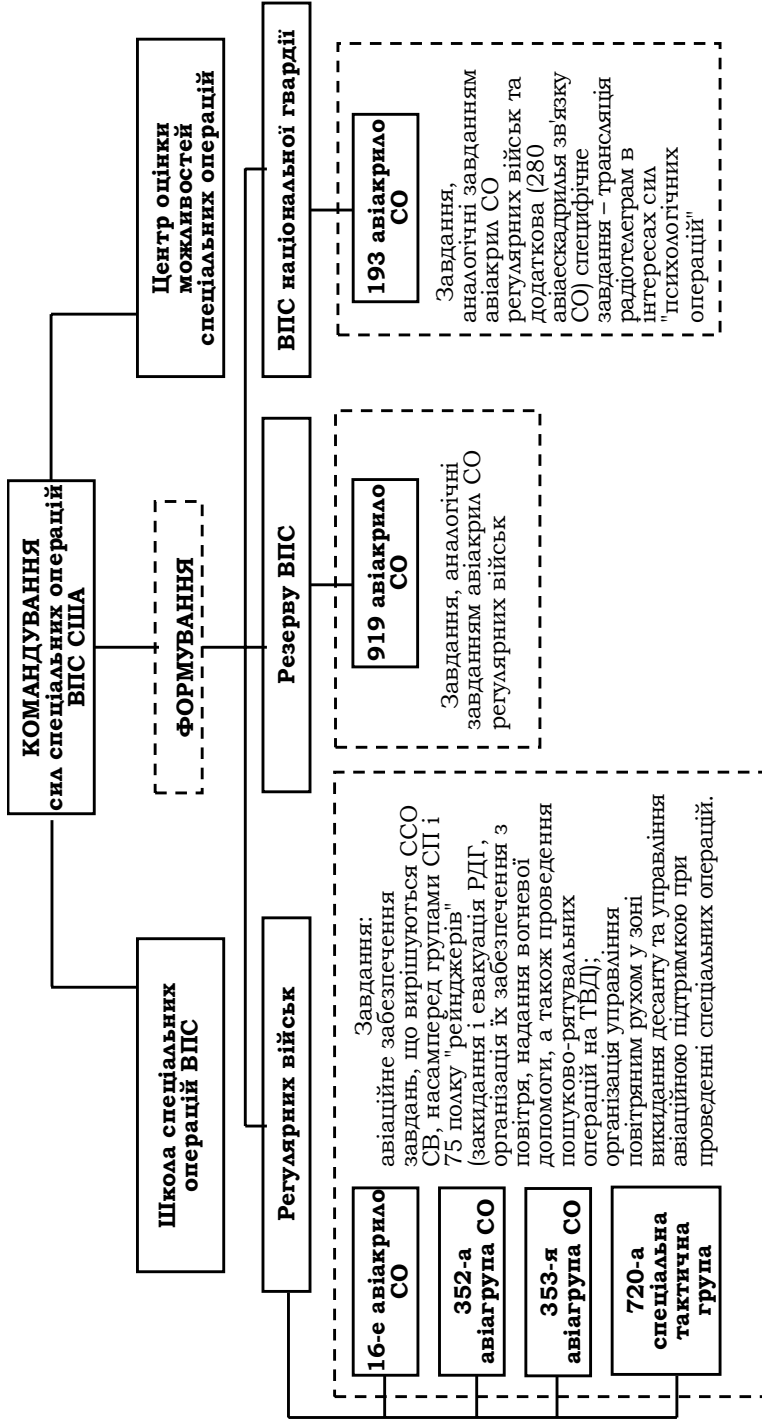 КОМАНДУВАННЯ
сил спеціальних операцій
ВПС США
Школа спеціальних
операцій ВПС
ФОРМУВАННЯ
Центр оцінки
можливостей
спеціальних операцій
Регулярних військ
Резерву ВПС
ВПС національної гвардії
16-е авіакрило
СО
352-а
авіагрупа СО
353-я
авіагрупа СО
720-а
спеціальна
тактична
група
Завдання:
авіаційне забезпечення
завдань, що вирішуються ССО
СВ, насамперед групами СП і
75 полку "рейнджерів"
(закидання і евакуація РДГ,
організація їх забезпечення з
повітря, надання вогневої
допомоги, а також проведення
пошуково-рятувальних
операцій на ТВД);
організація управління
повітряним рухом у зоні
викидання десанту та управління
авіаційною підтримкою при
проведенні спеціальних операцій.
919 авіакрило
СО
Завдання, аналогічні
завданням авіакрил СО
регулярних військ
193 авіакрило
СО
Завдання,
аналогічні завданням
авіакрил СО
регулярних військ та
додаткова (280
авіаескадрилья зв'язку
СО) специфічне
завдання – трансляція
радіотелеграм в
інтересах сил
"психологічних
операцій"